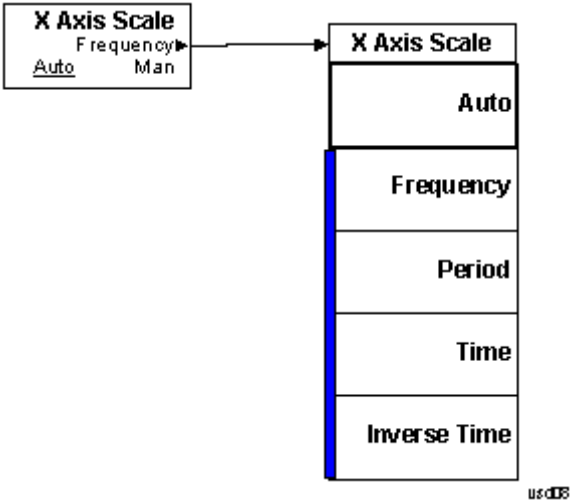 X Axis Scale
Frequency
Auto Man
X Axis Scale
Auto
Frequency
Period
Time
Inverse Time
usd08